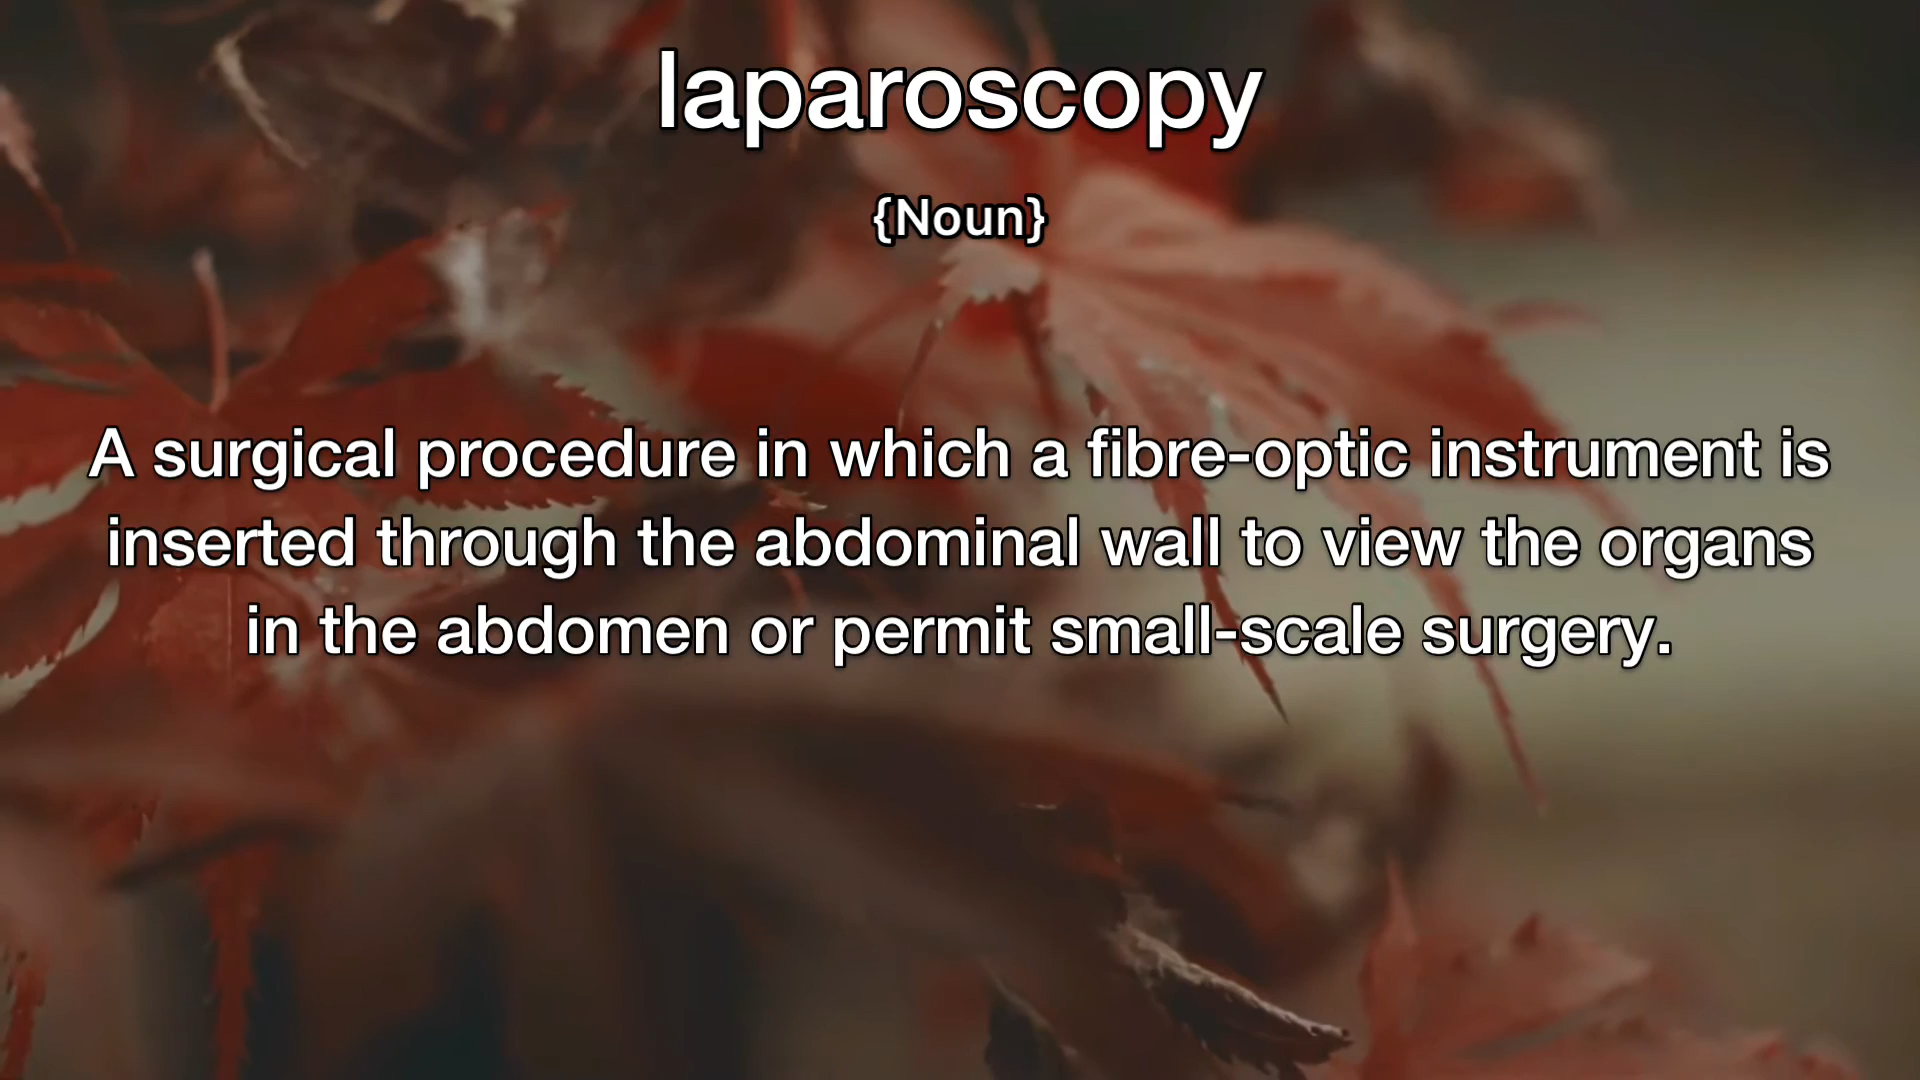 laparoscopy
{Noun}
A surgical procedure in which a fibre-optic instrument is
inserted through the abdominal wall to view the organs
in the abdomen or permit small-scale surgery.